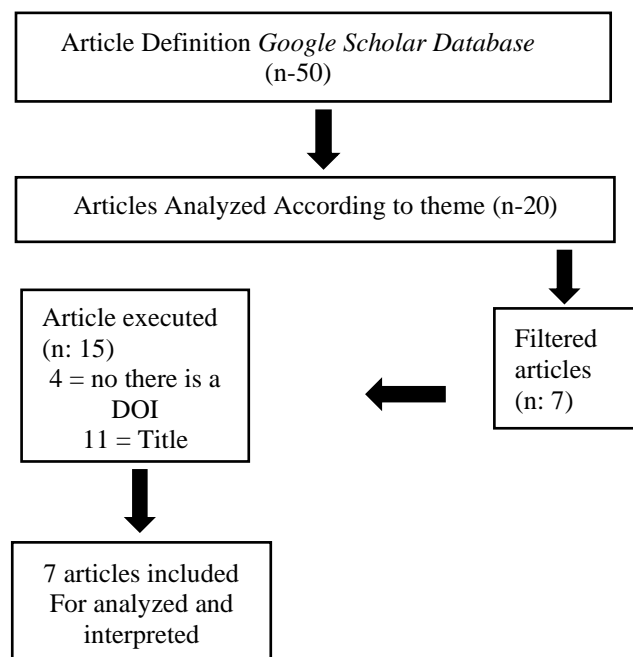 Article Definition Google Scholar Database
(n-50)
Articles Analyzed According to theme (n-20)
Article executed
(n: 15)
4 = no there is a
DOI
11 = Title
Filtered
articles
(n: 7)
7 articles included
For analyzed and
interpreted